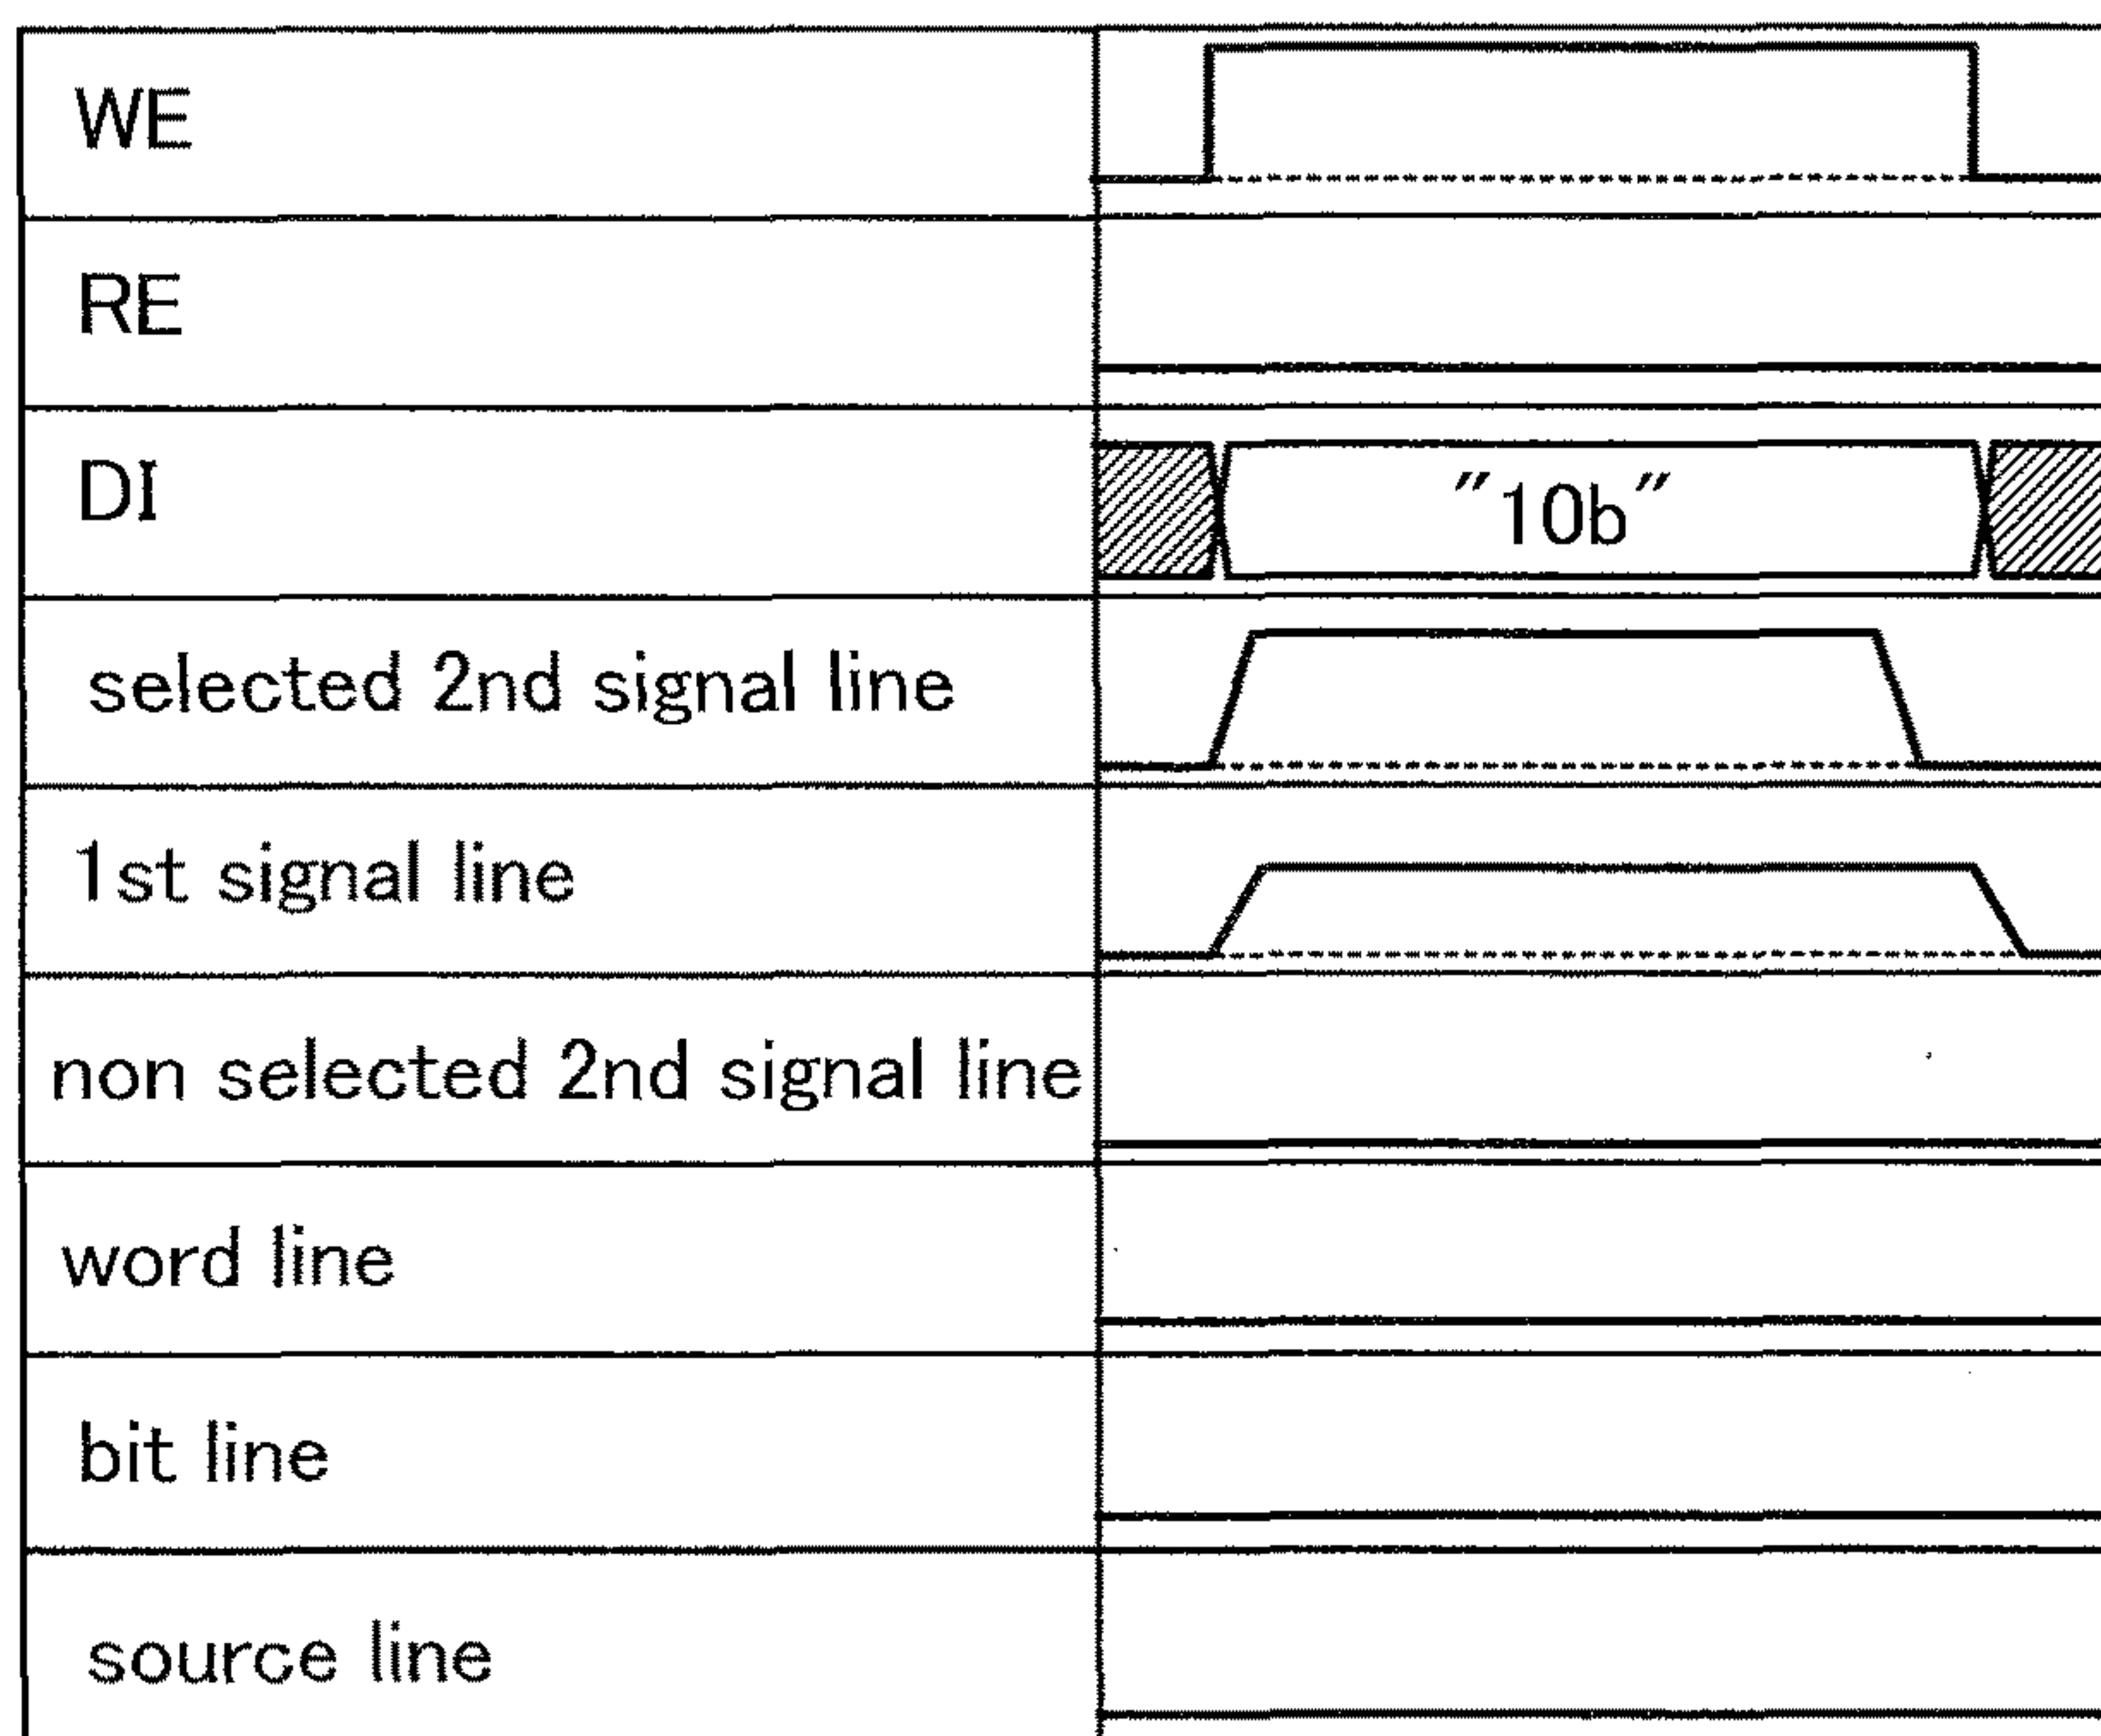 WE
RE
DI
"10b"
selected 2nd signal line
1st signal line
non selected 2nd signal line
word line
bit line
source line